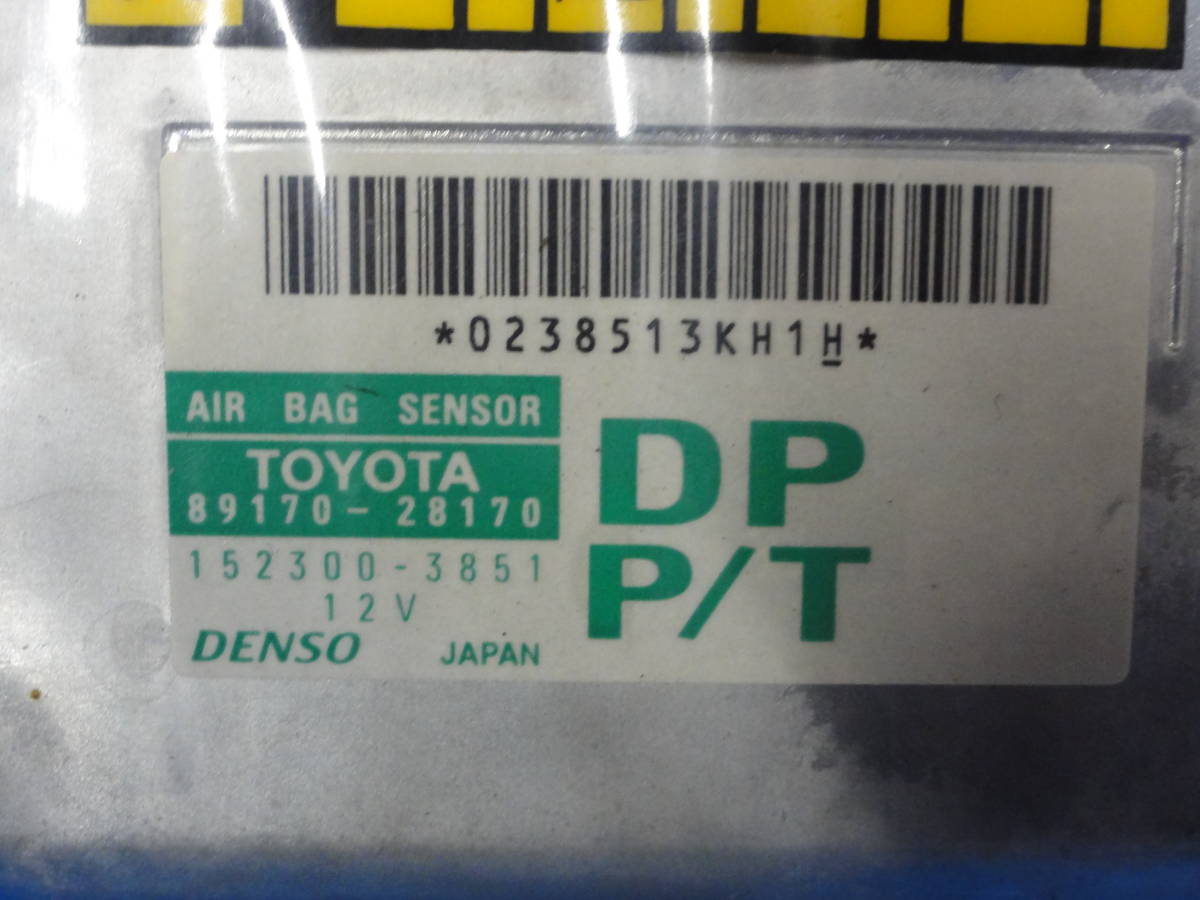 *0238513KH1H*
AIR BAG SENSOR
TOYOTA
89170-28170
152300-3851
12V
DENSO JAPAN
DP
P/T